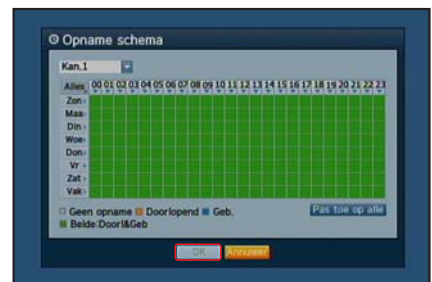 Opname schema
Kan.1
Alles 00 01 02 03 04 05 06 07 08 09 10 11 12 13 14 15 16 17 18 19 20 21 22 23
Zon
Maa
Din
Woe
Don
Vr
Zat
Vak
Geen opname Doorlopend Geb. Pas toe op alle
Beide:Doorl&Geb
OK Annuleer